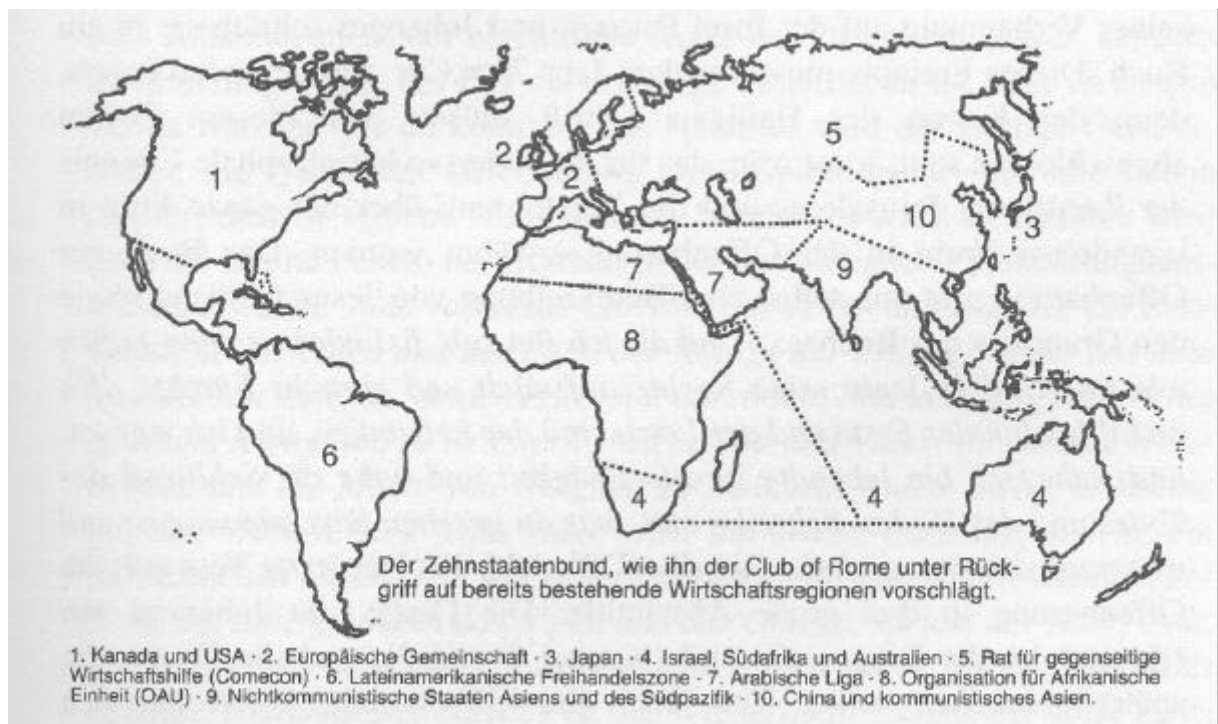 5
2
1
2
10
3
7
7
9
8
6
4
4
4
Der Zehnstaatenbund, wie ihn der Club of Rome unter Rück-
griff auf bereits bestehende Wirtschaftsregionen vorschlägt.
1. Kanada und USA · 2. Europäische Gemeinschaft · 3. Japan · 4. Israel, Südafrika und Australien · 5. Rat für gegenseitige
Wirtschaftshilfe (Comecon) · 6. Lateinamerikanische Freihandelszone · 7. Arabische Liga · 8. Organisation für Afrikanische
Einheit (OAU) · 9. Nichtkommunistische Staaten Asiens und des Südpazifik · 10. China und kommunistisches Asien.